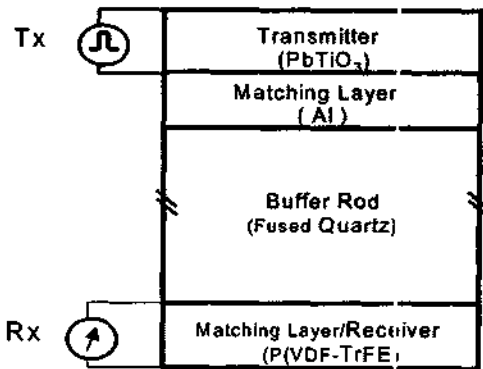 Tx
Transmitter
(PbTiO₃)
Matching Layer
( Al )
Buffer Rod
(Fused Quartz)
Rx
Matching Layer/Receiver
(P(VDF-TrFE)